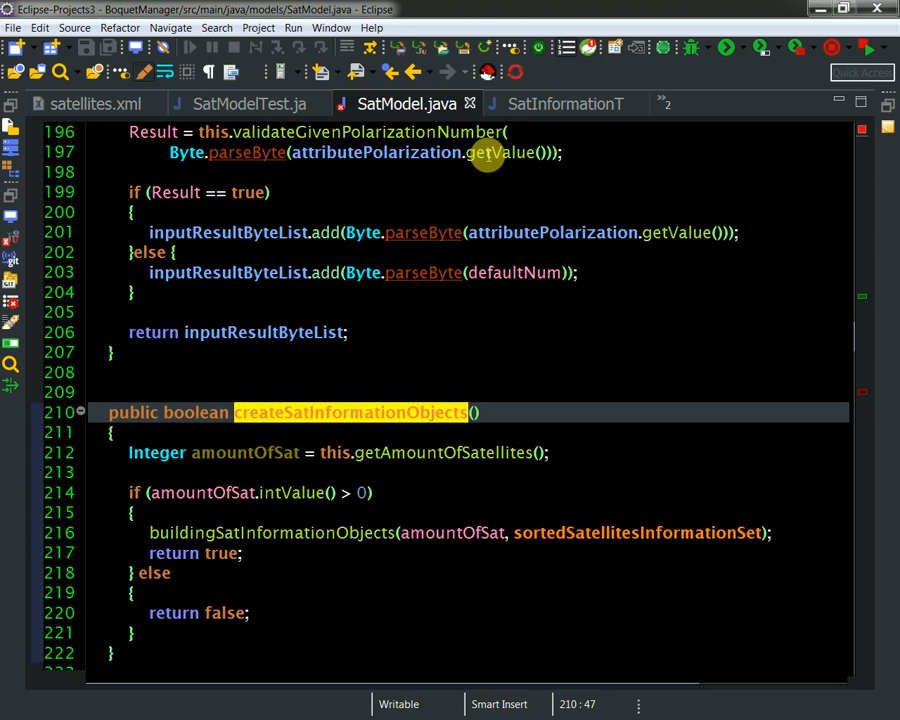 Eclipse-Projects3 - BoquetManager/src/main/java/models/SatModel.java - Eclipse
File Edit Source Refactor Navigate Search Project Run Window Help
Quick Access
satellites.xml SatModelTest.ja SatModel.java SatInformationT »2
196 Result = this.validateGivenPolarizationNumber(
197 Byte.parseByte(attributePolarization.getValue()));
198
199 if (Result == true)
200 {
201 inputResultByteList.add(Byte.parseByte(attributePolarization.getValue()));
202 }else {
203 inputResultByteList.add(Byte.parseByte(defaultNum));
204 }
205
206 return inputResultByteList;
207 }
208
209
210 public boolean createSatInformationObjects()
211 {
212 Integer amountOfSat = this.getAmountOfSatellites();
213
214 if (amountOfSat.intValue() > 0)
215 {
216 buildingSatInformationObjects(amountOfSat, sortedSatellitesInformationSet);
217 return true;
218 } else
219 {
220 return false;
221 }
222 }
Writable Smart Insert 210 : 47